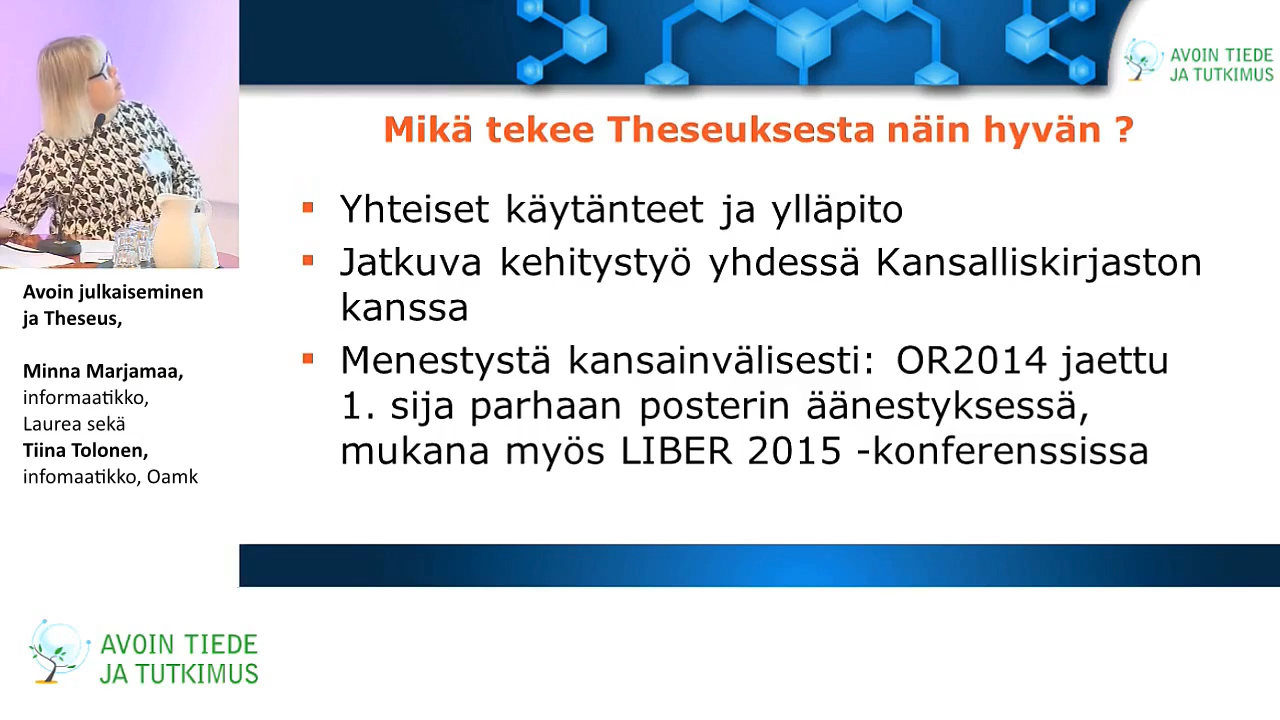 AVOIN TIEDE
JA TUTKIMUS
Mikä tekee Theseuksesta näin hyvän ?
Yhteiset käytänteet ja ylläpito
Jatkuva kehitystyö yhdessä Kansalliskirjaston
kanssa
Menestystä kansainvälisesti: OR2014 jaettu
1. sija parhaan posterin äänestyksessä,
mukana myös LIBER 2015 -konferenssissa
Avoin julkaiseminen
ja Theseus,
Minna Marjamaa,
informaatikko,
Laurea sekä
Tiina Tolonen,
infomaatikko, Oamk
AVOIN TIEDE
JA TUTKIMUS